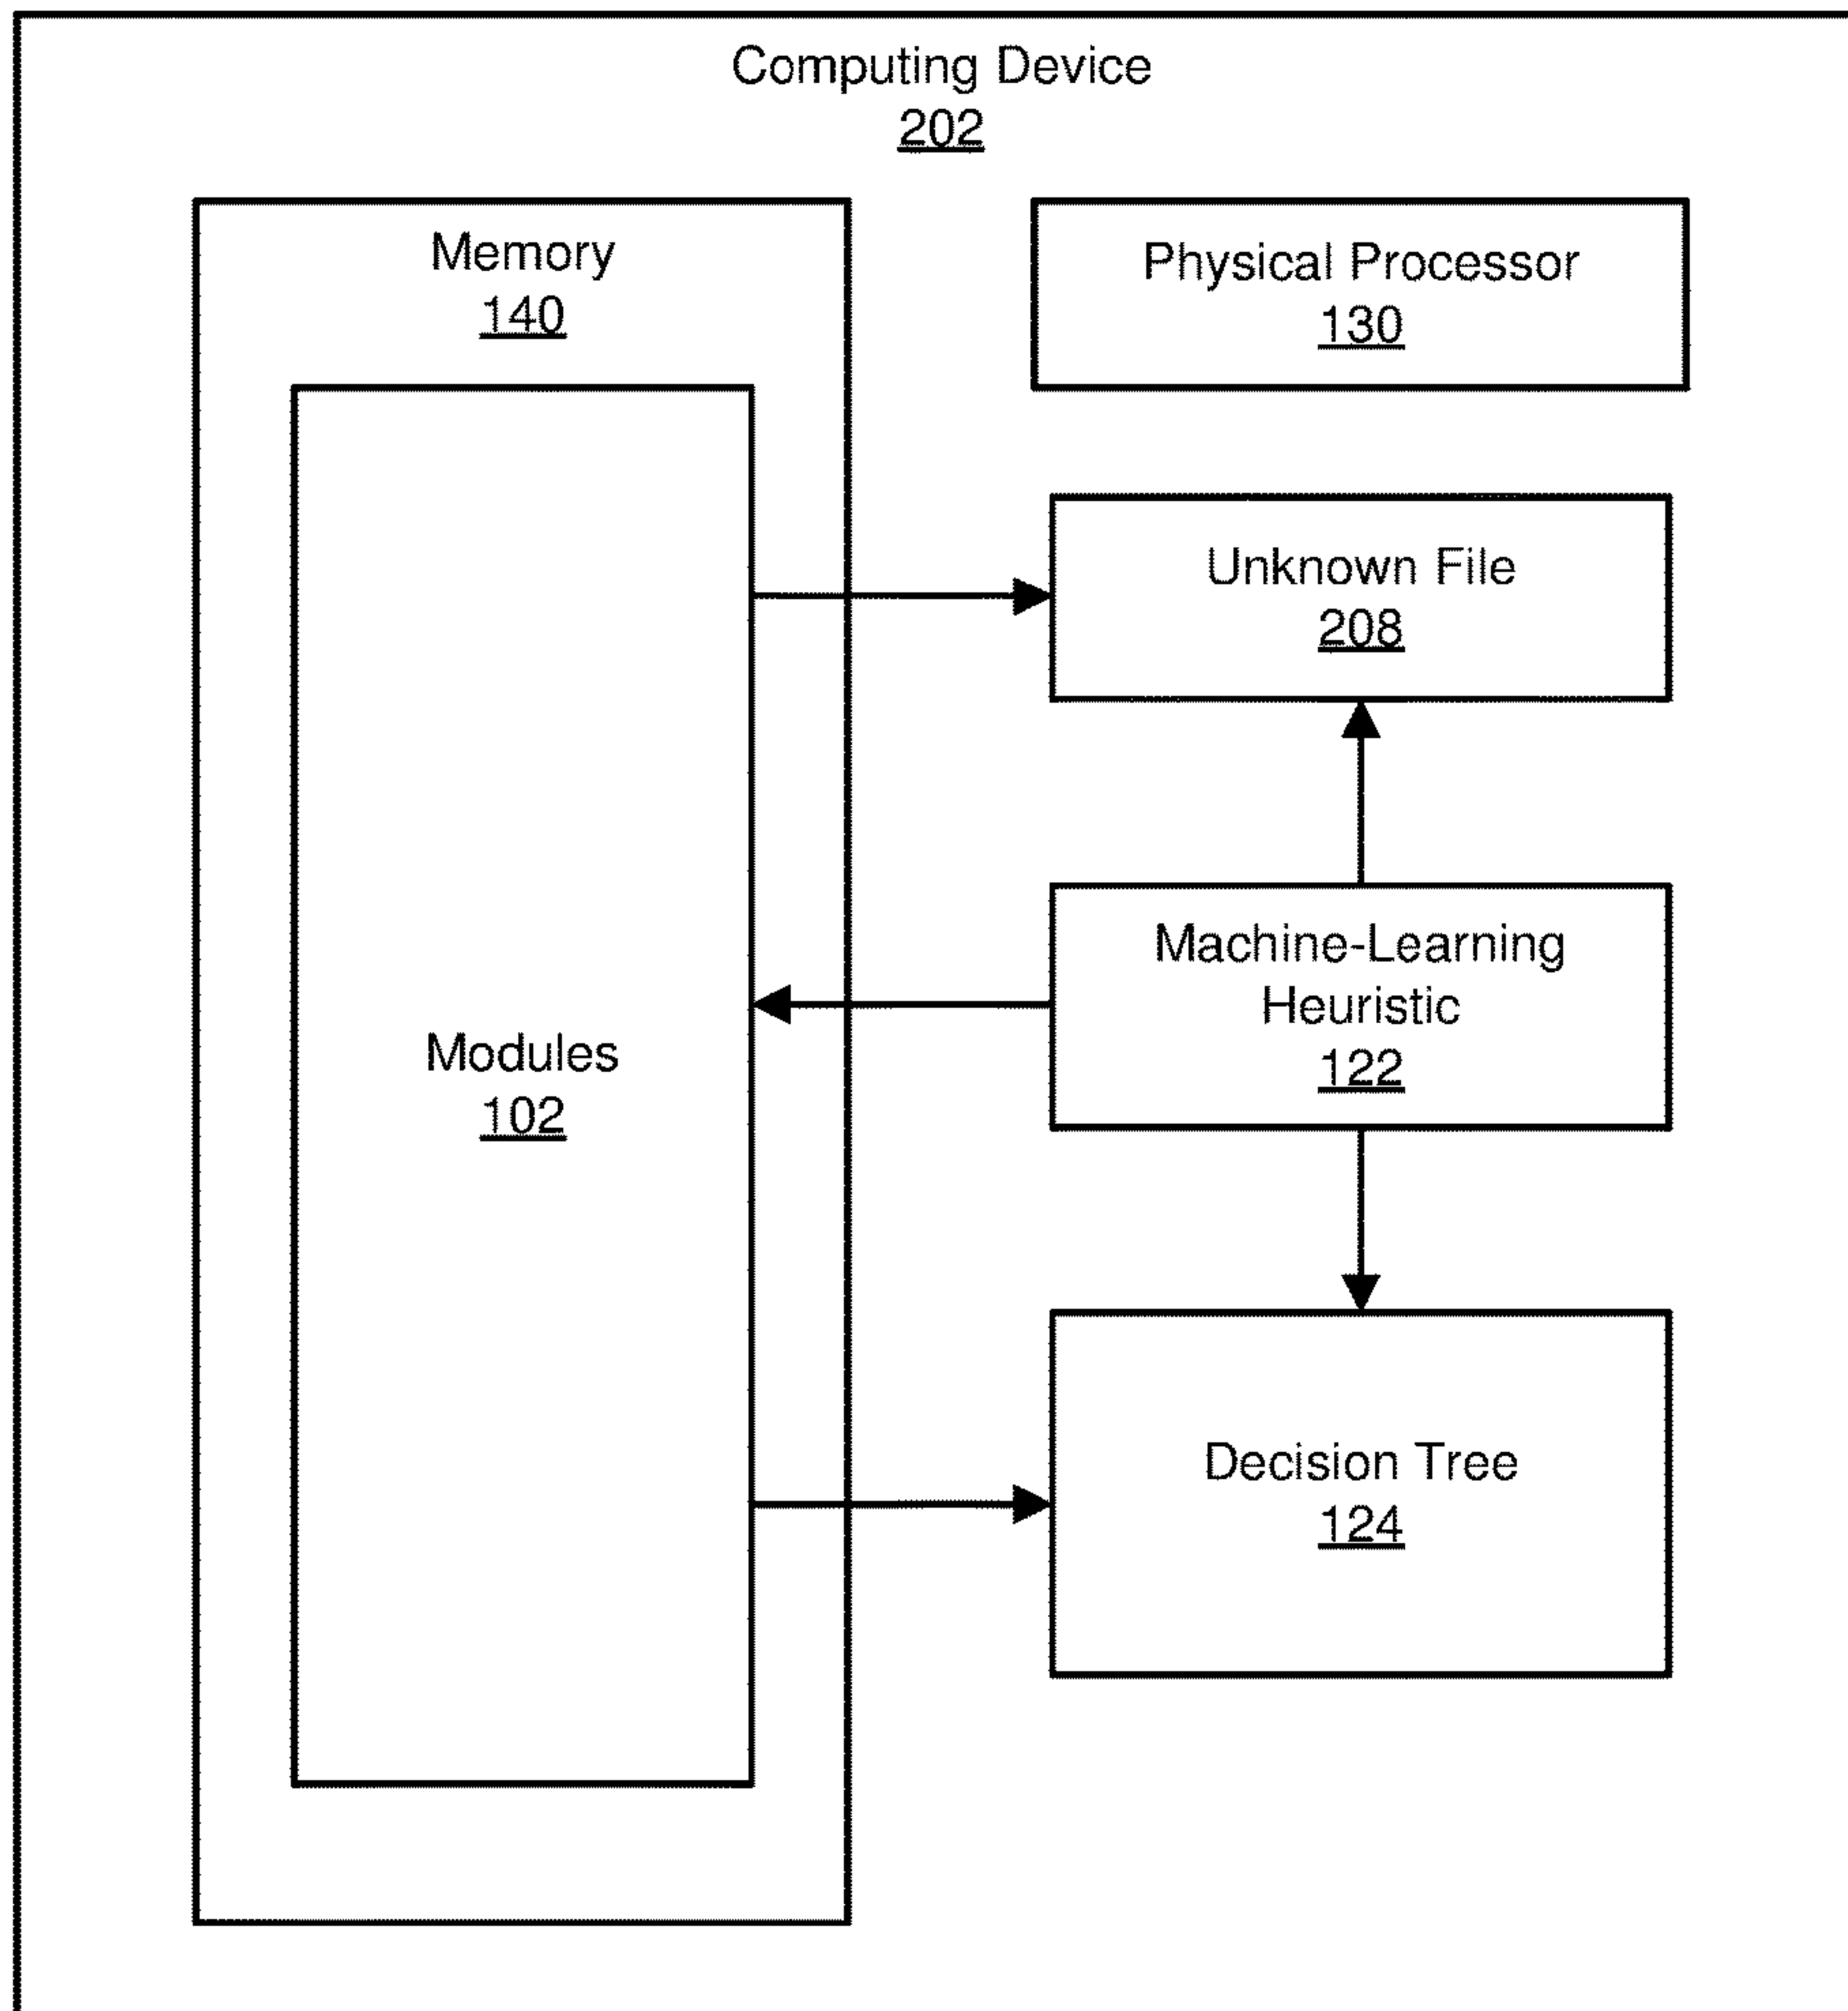 Computing Device
202
Memory
140
Physical Processor
130
Unknown File
208
Machine-Learning
Heuristic
122
Modules
102
Decision Tree
124